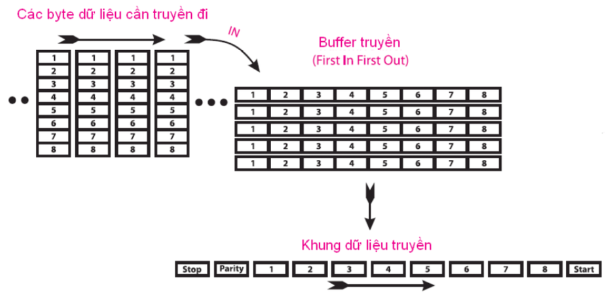 Các byte dữ liệu cần truyền đi
IN
Buffer truyền
(First In First Out)
1 1 1 1
2 2 2 2
3 3 3 3
4 4 4 4
5 5 5 5
6 6 6 6
7 7 7 7
8 8 8 8
1 2 3 4 5 6 7 8
1 2 3 4 5 6 7 8
1 2 3 4 5 6 7 8
1 2 3 4 5 6 7 8
1 2 3 4 5 6 7 8
Khung dữ liệu truyền
Stop Parity 1 2 3 4 5 6 7 8 Start